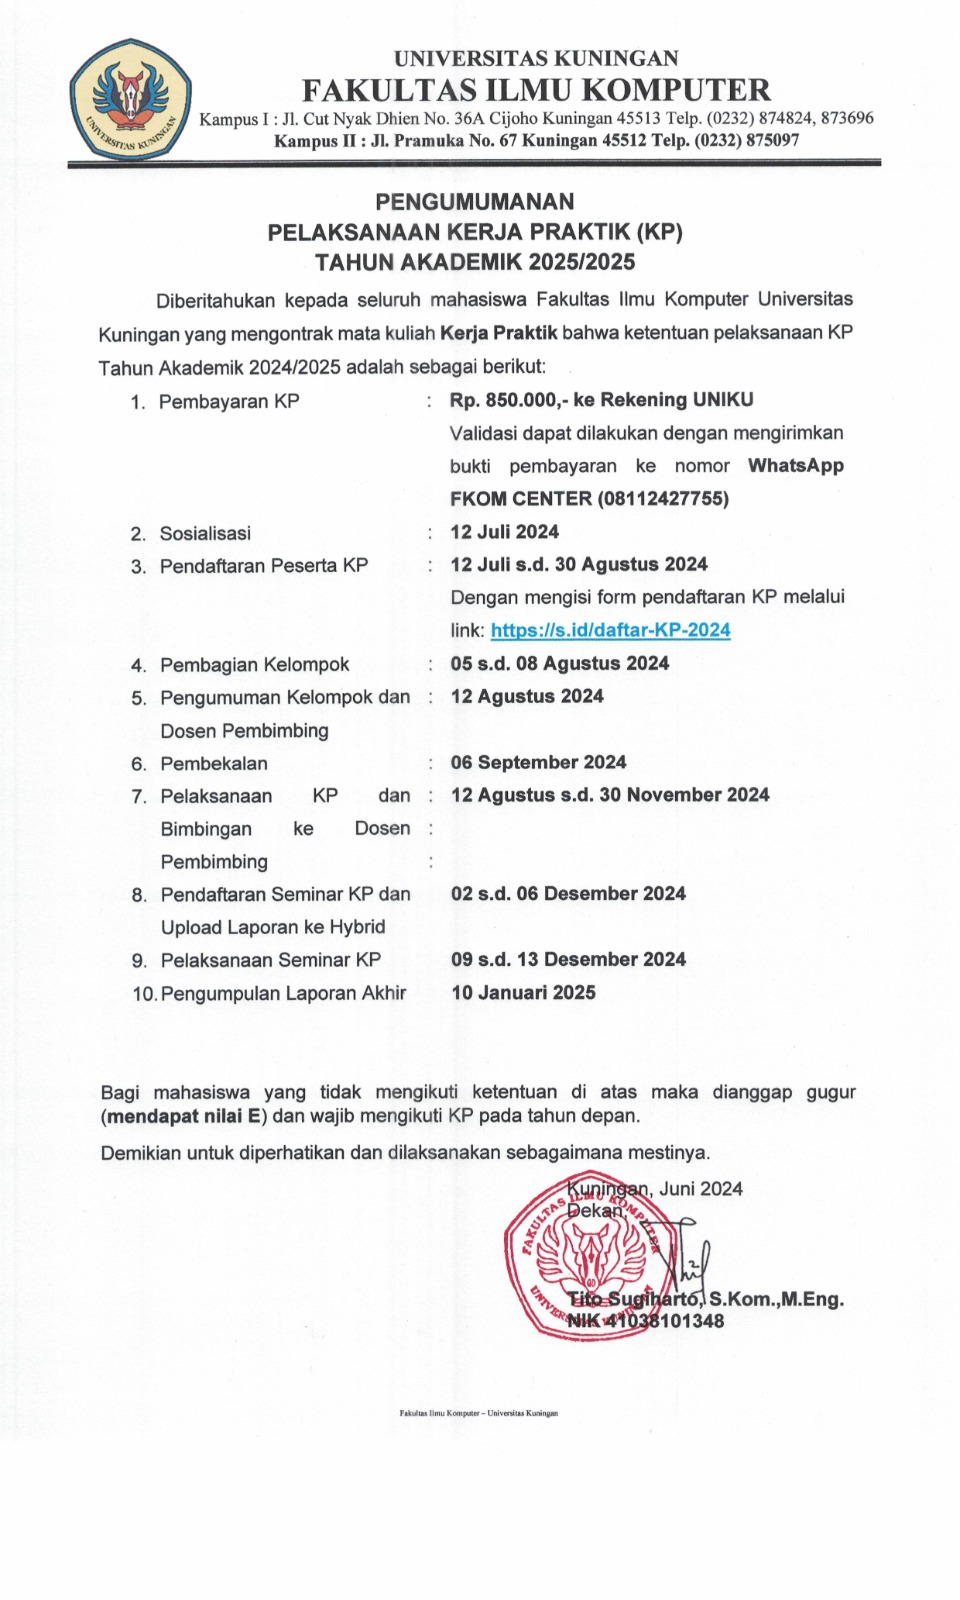 UNIVERSITAS KUNINGAN
FAKULTAS ILMU KOMPUTER
Kampus I : Jl. Cut Nyak Dhien No. 36A Cijoho Kuningan 45513 Telp. (0232) 874824, 873696
Kampus II : Jl. Pramuka No. 67 Kuningan 45512 Telp. (0232) 875097
UNIVERSITAS KUNINGAN
PENGUMUMANAN
PELAKSANAAN KERJA PRAKTIK (KP)
TAHUN AKADEMIK 2025/2025
Diberitahukan kepada seluruh mahasiswa Fakultas Ilmu Komputer Universitas
Kuningan yang mengontrak mata kuliah Kerja Praktik bahwa ketentuan pelaksanaan KP
Tahun Akademik 2024/2025 adalah sebagai berikut:
1. Pembayaran KP : Rp. 850.000,- ke Rekening UNIKU
Validasi dapat dilakukan dengan mengirimkan
bukti pembayaran ke nomor WhatsApp
FKOM CENTER (08112427755)
2. Sosialisasi : 12 Juli 2024
3. Pendaftaran Peserta KP : 12 Juli s.d. 30 Agustus 2024
Dengan mengisi form pendaftaran KP melalui
link: https://s.id/daftar-KP-2024
4. Pembagian Kelompok : 05 s.d. 08 Agustus 2024
5. Pengumuman Kelompok dan : 12 Agustus 2024
Dosen Pembimbing
6. Pembekalan : 06 September 2024
7. Pelaksanaan KP dan : 12 Agustus s.d. 30 November 2024
Bimbingan ke Dosen :
Pembimbing :
8. Pendaftaran Seminar KP dan 02 s.d. 06 Desember 2024
Upload Laporan ke Hybrid
9. Pelaksanaan Seminar KP 09 s.d. 13 Desember 2024
10. Pengumpulan Laporan Akhir 10 Januari 2025
Bagi mahasiswa yang tidak mengikuti ketentuan di atas maka dianggap gugur
(mendapat nilai E) dan wajib mengikuti KP pada tahun depan.
Demikian untuk diperhatikan dan dilaksanakan sebagaimana mestinya.
Kuningan, Juni 2024
Dekan,
FAKULTAS ILMU KOMPUTER
UNIVERSITAS KUNINGAN
Tito Sugiharto, S.Kom.,M.Eng.
NIK 41038101348
Fakultas Ilmu Komputer – Universitas Kuningan